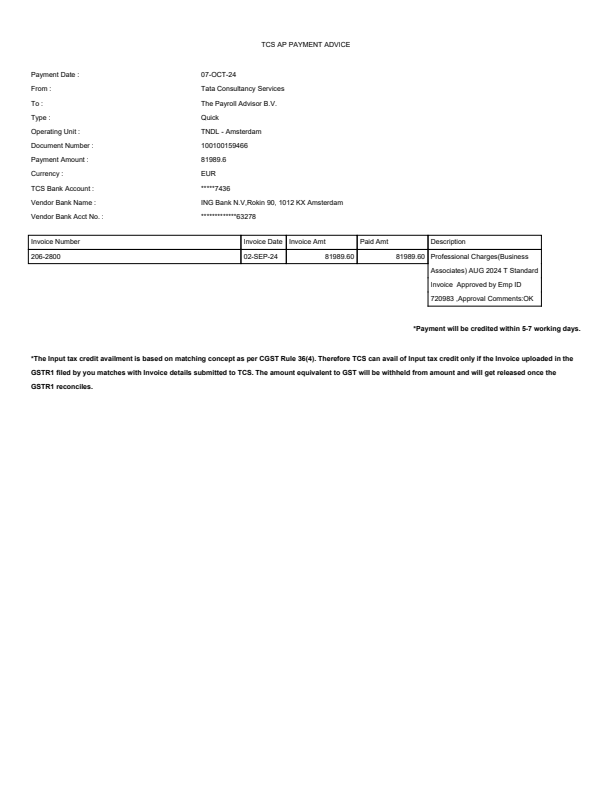 TCS AP PAYMENT ADVICE
Payment Date : 07-OCT-24
From : Tata Consultancy Services
To : The Payroll Advisor B.V.
Type : Quick
Operating Unit : TNDL - Amsterdam
Document Number : 100100159466
Payment Amount : 81989.6
Currency : EUR
TCS Bank Account : *****7436
Vendor Bank Name : ING Bank N.V,Rokin 90, 1012 KX Amsterdam
Vendor Bank Acct No. : ************63278
Invoice Number Invoice Date Invoice Amt Paid Amt Description
206-2800 02-SEP-24 81989.60 81989.60 Professional Charges(Business
Associates) AUG 2024 T Standard
Invoice Approved by Emp ID
720983 ,Approval Comments:OK
*Payment will be credited within 5-7 working days.
*The Input tax credit availment is based on matching concept as per CGST Rule 36(4). Therefore TCS can avail of Input tax credit only if the Invoice uploaded in the
GSTR1 filed by you matches with Invoice details submitted to TCS. The amount equivalent to GST will be withheld from amount and will get released once the
GSTR1 reconciles.